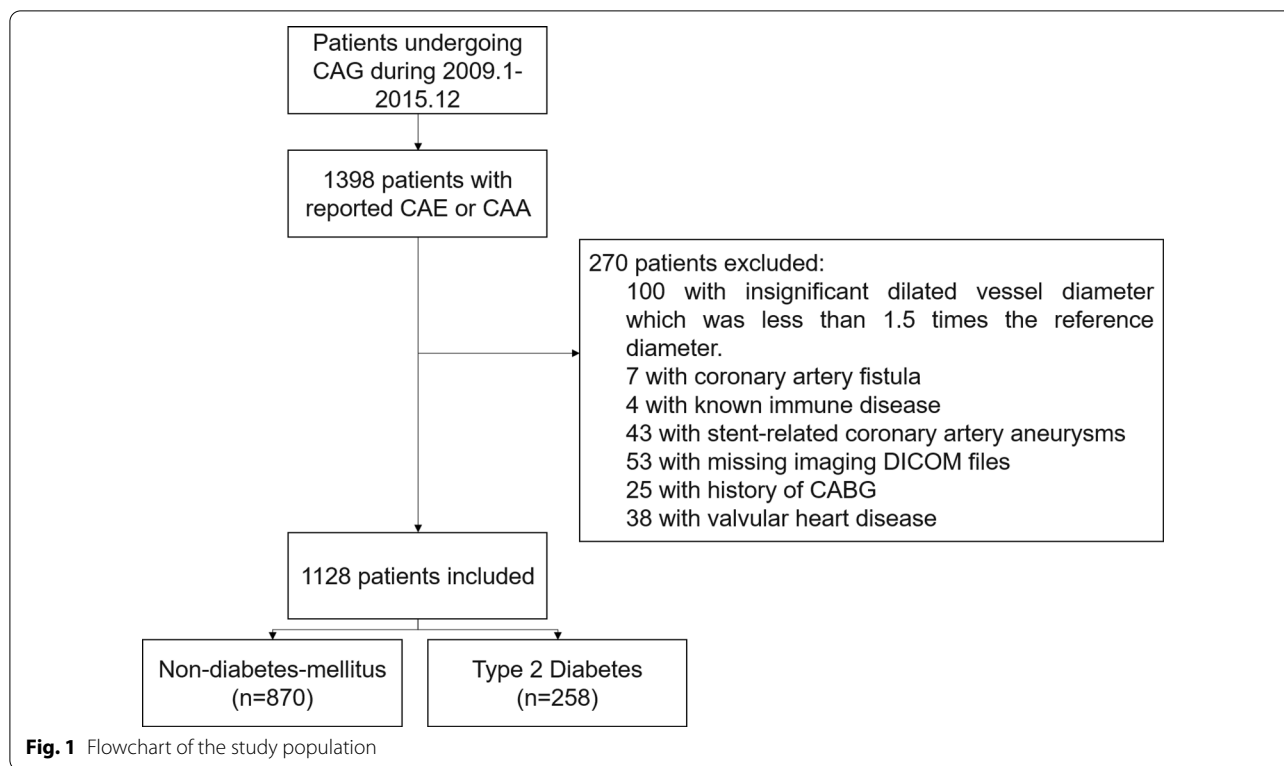 Patients undergoing
CAG during 2009.1-
2015.12
1398 patients with
reported CAE or CAA
270 patients excluded:
100 with insignificant dilated vessel diameter
which was less than 1.5 times the reference
diameter.
7 with coronary artery fistula
4 with known immune disease
43 with stent-related coronary artery aneurysms
53 with missing imaging DICOM files
25 with history of CABG
38 with valvular heart disease
1128 patients included
Non-diabetes-mellitus
(n=870)
Type 2 Diabetes
(n=258)
Fig. 1 Flowchart of the study population